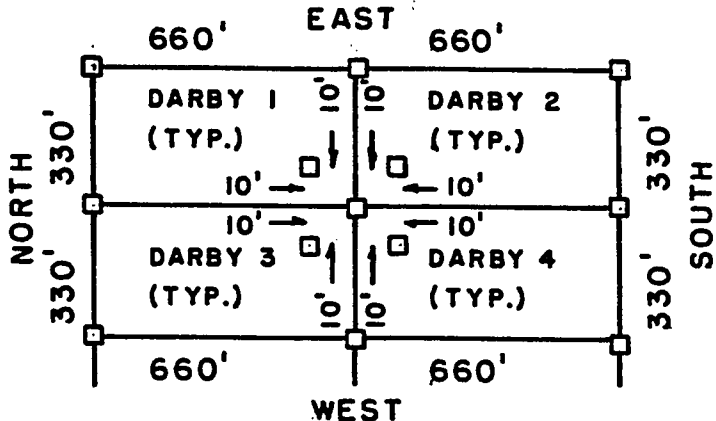 EAST
660' 660'
DARBY 1
(TYP.)
10' 10'
DARBY 2
(TYP.)
330'
330'
NORTH
SOUTH
10' 10'
10' 10'
DARBY 3
(TYP.)
10' 10'
DARBY 4
(TYP.)
330'
330'
660' 660'
WEST